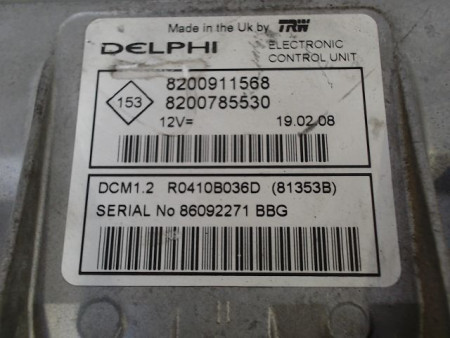 Made in the Uk by TRW
DELPHI ELECTRONIC
CONTROL UNIT
8200911568
153 8200785530
12V= 19.02.08
DCM1.2 R0410B036D (81353B)
SERIAL No 86092271 BBG